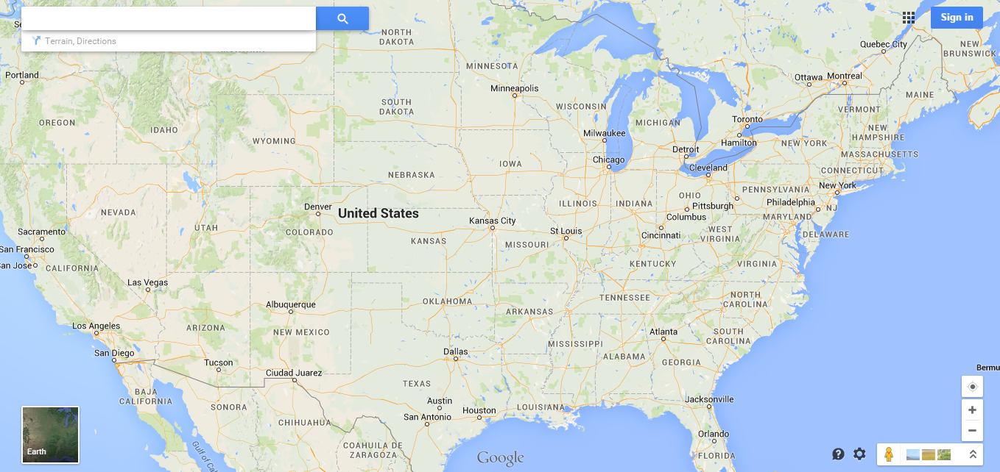 Se
Terrain, Directions
Sign in
NORTH
DAKOTA
MINNESOTA
Minneapolis
Quebec City
NEW
BRUNSWICK
Portland
Ottawa
Montreal
MAINE
SOUTH
DAKOTA
WISCONSIN
MICHIGAN
VERMONT
OREGON
IDAHO
WYOMING
Milwaukee
Toronto
NEW
HAMPSHIRE
Hamilton
NEW YORK
Detroit
MASSACHUSETTS
Chicago
IOWA
Cleveland
CONNECTICUT
NEBRASKA
New York
PENNSYLVANIA
OHIO
Pittsburgh
Philadelphia
NJ
NEVADA
Denver
United States
ILLINOIS
INDIANA
Columbus
MARYLAND
UTAH
COLORADO
Kansas City
St Louis
Cincinnati
WEST
VIRGINIA
DELAWARE
Sacramento
KANSAS
MISSOURI
San Francisco
San Jose
CALIFORNIA
KENTUCKY
VIRGINIA
Las Vegas
Albuquerque
OKLAHOMA
TENNESSEE
NORTH
CAROLINA
ARKANSAS
Los Angeles
ARIZONA
NEW MEXICO
Atlanta
SOUTH
CAROLINA
MISSISSIPPI
San Diego
Tucson
Dallas
ALABAMA
GEORGIA
Ciudad Juarez
Bermu
TEXAS
BAJA
CALIFORNIA
SONORA
Austin
Houston
LOUISIANA
Jacksonville
San Antonio
CHIHUAHUA
Orlando
COAHUILA DE
ZARAGOZA
Gulf of Cal
Earth
Google
FLORIDA